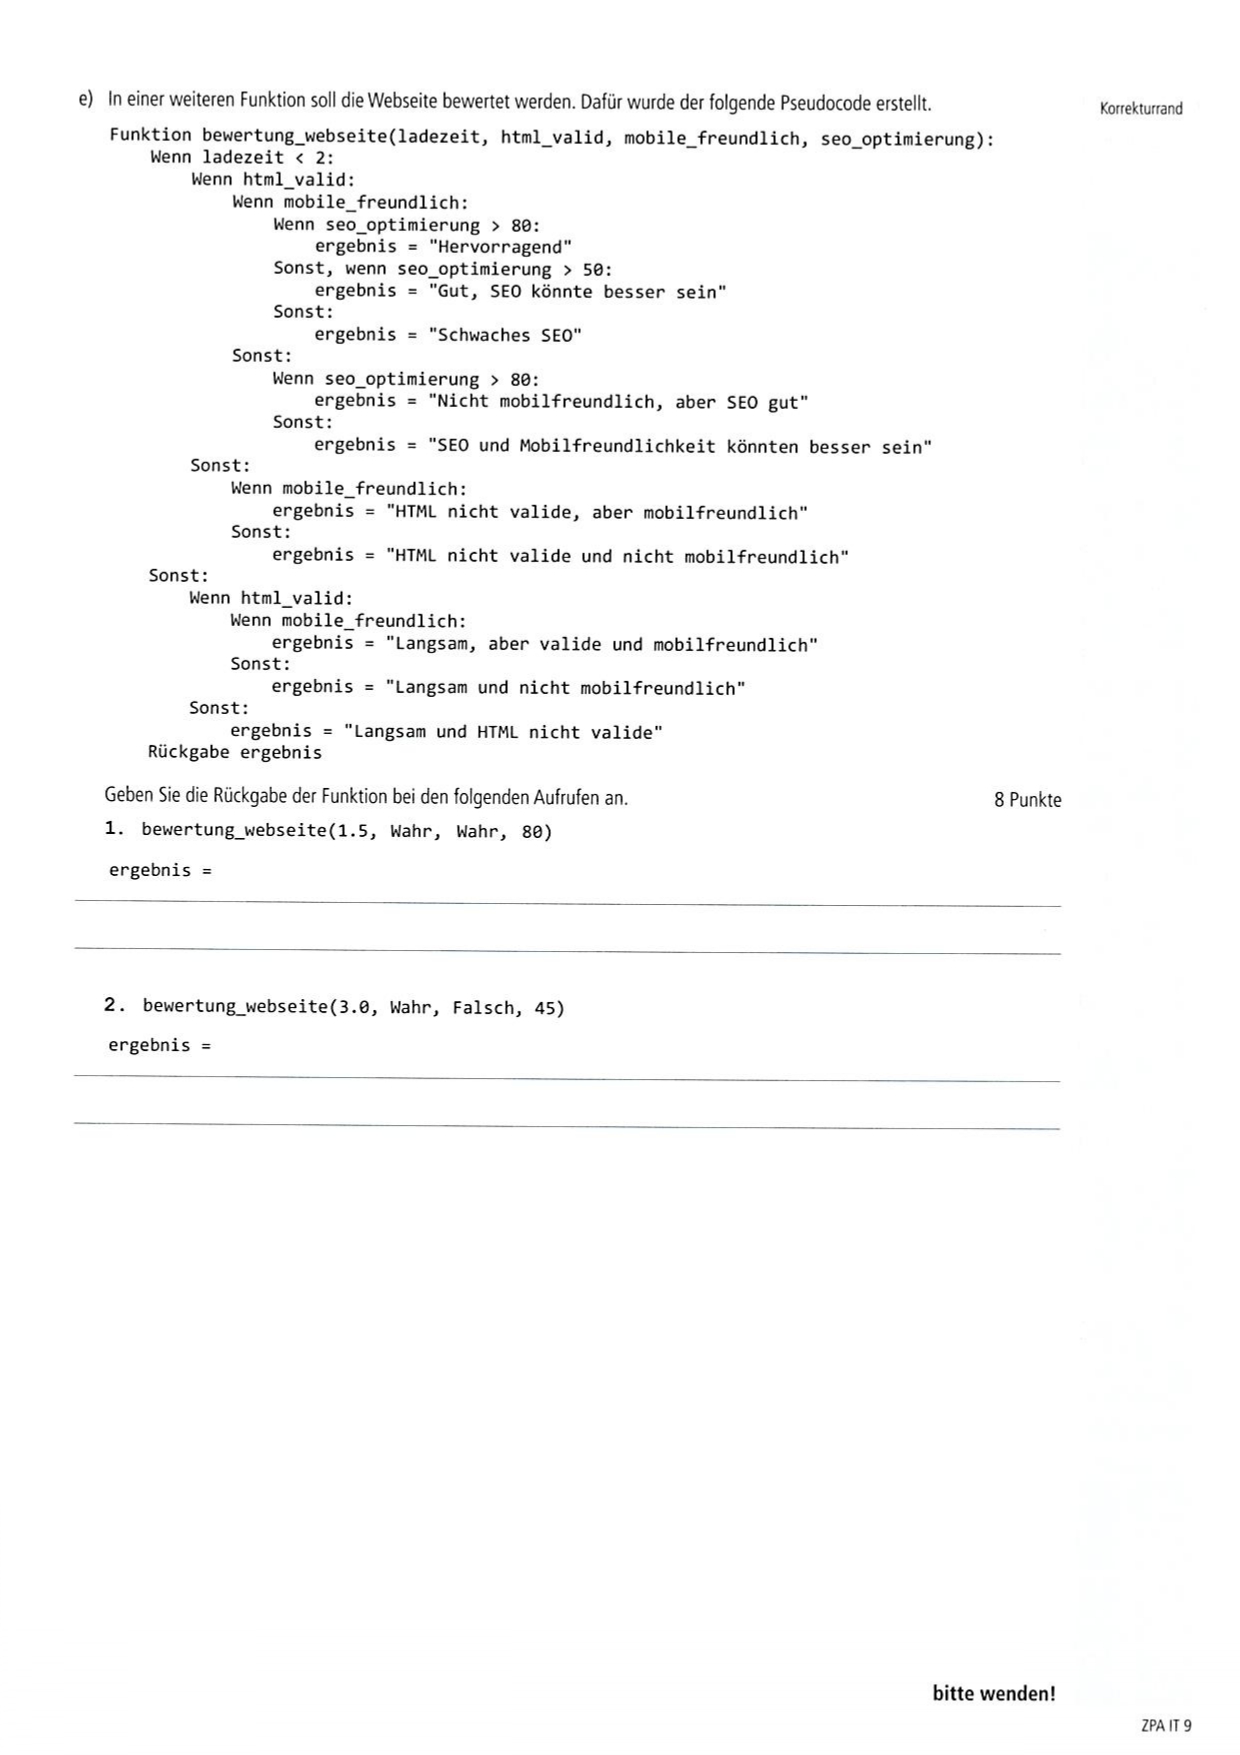 e) In einer weiteren Funktion soll die Webseite bewertet werden. Dafür wurde der folgende Pseudocode erstellt.
Korrekturrand
Funktion bewertung_webseite(ladezeit, html_valid, mobile_freundlich, seo_optimierung):
    Wenn ladezeit < 2:
        Wenn html_valid:
            Wenn mobile_freundlich:
                Wenn seo_optimierung > 80:
                    ergebnis = "Hervorragend"
                Sonst, wenn seo_optimierung > 50:
                    ergebnis = "Gut, SEO könnte besser sein"
                Sonst:
                    ergebnis = "Schwaches SEO"
            Sonst:
                Wenn seo_optimierung > 80:
                    ergebnis = "Nicht mobilfreundlich, aber SEO gut"
                Sonst:
                    ergebnis = "SEO und Mobilfreundlichkeit könnten besser sein"
        Sonst:
            Wenn mobile_freundlich:
                ergebnis = "HTML nicht valide, aber mobilfreundlich"
            Sonst:
                ergebnis = "HTML nicht valide und nicht mobilfreundlich"
    Sonst:
        Wenn html_valid:
            Wenn mobile_freundlich:
                ergebnis = "Langsam, aber valide und mobilfreundlich"
            Sonst:
                ergebnis = "Langsam und nicht mobilfreundlich"
        Sonst:
            ergebnis = "Langsam und HTML nicht valide"
    Rückgabe ergebnis
Geben Sie die Rückgabe der Funktion bei den folgenden Aufrufen an. 8 Punkte
1. bewertung_webseite(1.5, Wahr, Wahr, 80)
ergebnis =
2. bewertung_webseite(3.0, Wahr, Falsch, 45)
ergebnis =
bitte wenden!
ZPA IT 9